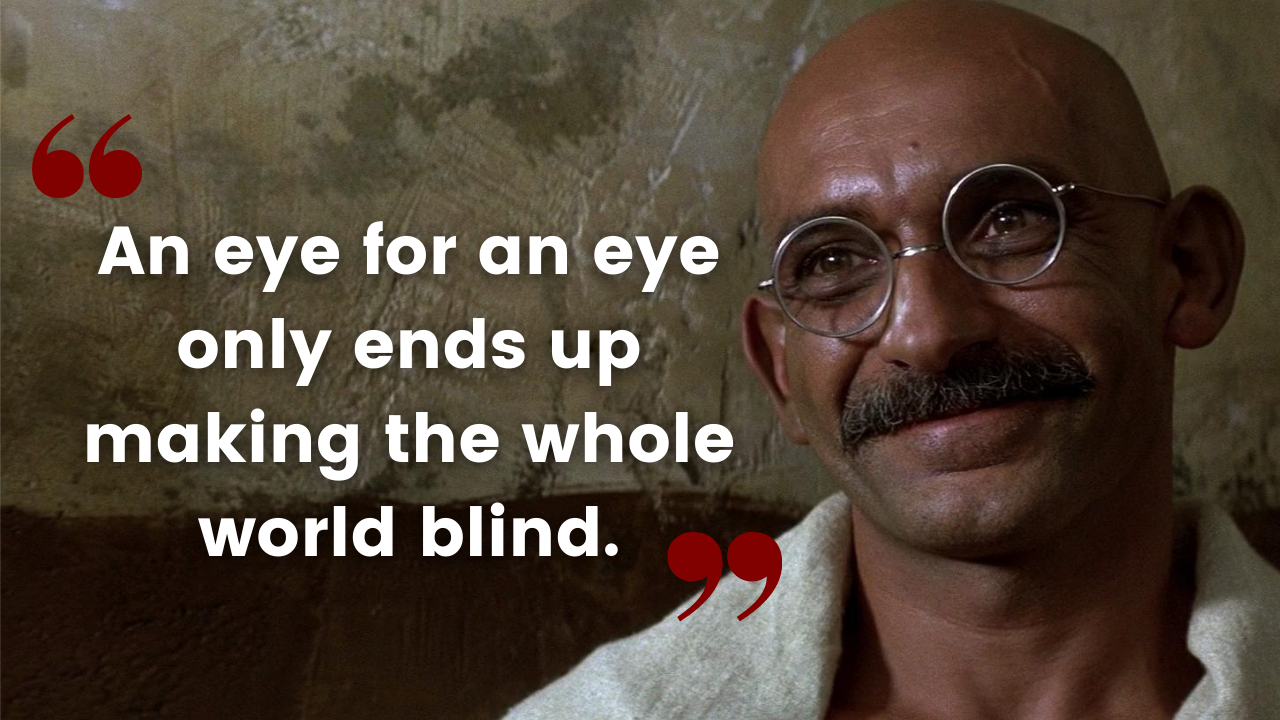 “
An eye for an eye
only ends up
making the whole
world blind.
”